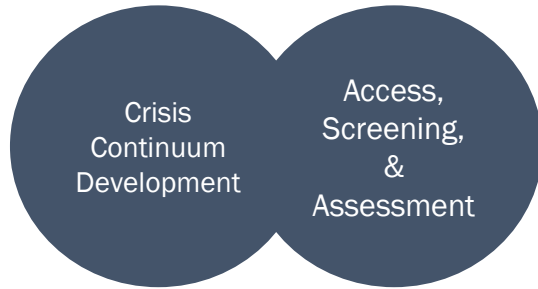 Crisis
Continuum
Development
Access,
Screening,
&
Assessment